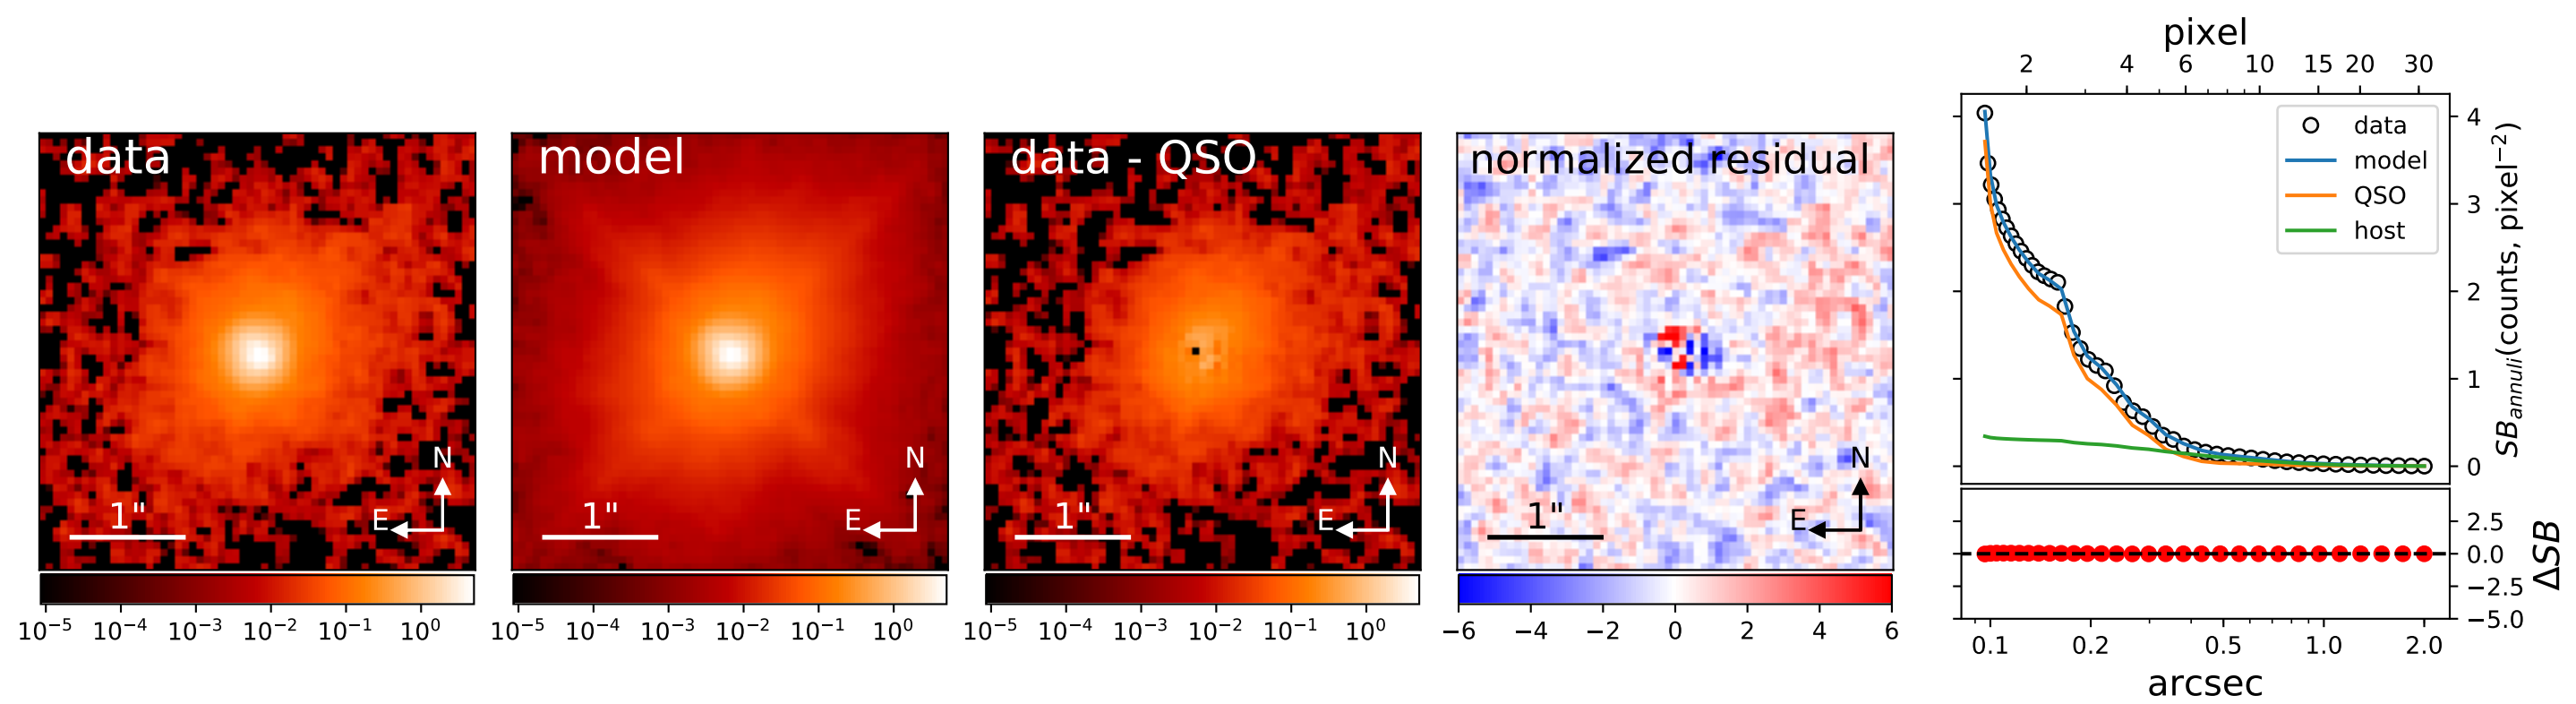 data
1"
N
E
10⁻⁵ 10⁻⁴ 10⁻³ 10⁻² 10⁻¹ 10⁰
model
1"
N
E
10⁻⁵ 10⁻⁴ 10⁻³ 10⁻² 10⁻¹ 10⁰
data - QSO
1"
N
E
10⁻⁵ 10⁻⁴ 10⁻³ 10⁻² 10⁻¹ 10⁰
normalized residual
1"
N
E
−6 −4 −2 0 2 4 6
pixel
2 4 6 10 15 20 30
data
model
QSO
host
4
3
2
1
0
SB_annuli(counts, pixel⁻²)
2.5
0.0
−2.5
−5.0
ΔSB
0.1 0.2 0.5 1.0 2.0
arcsec